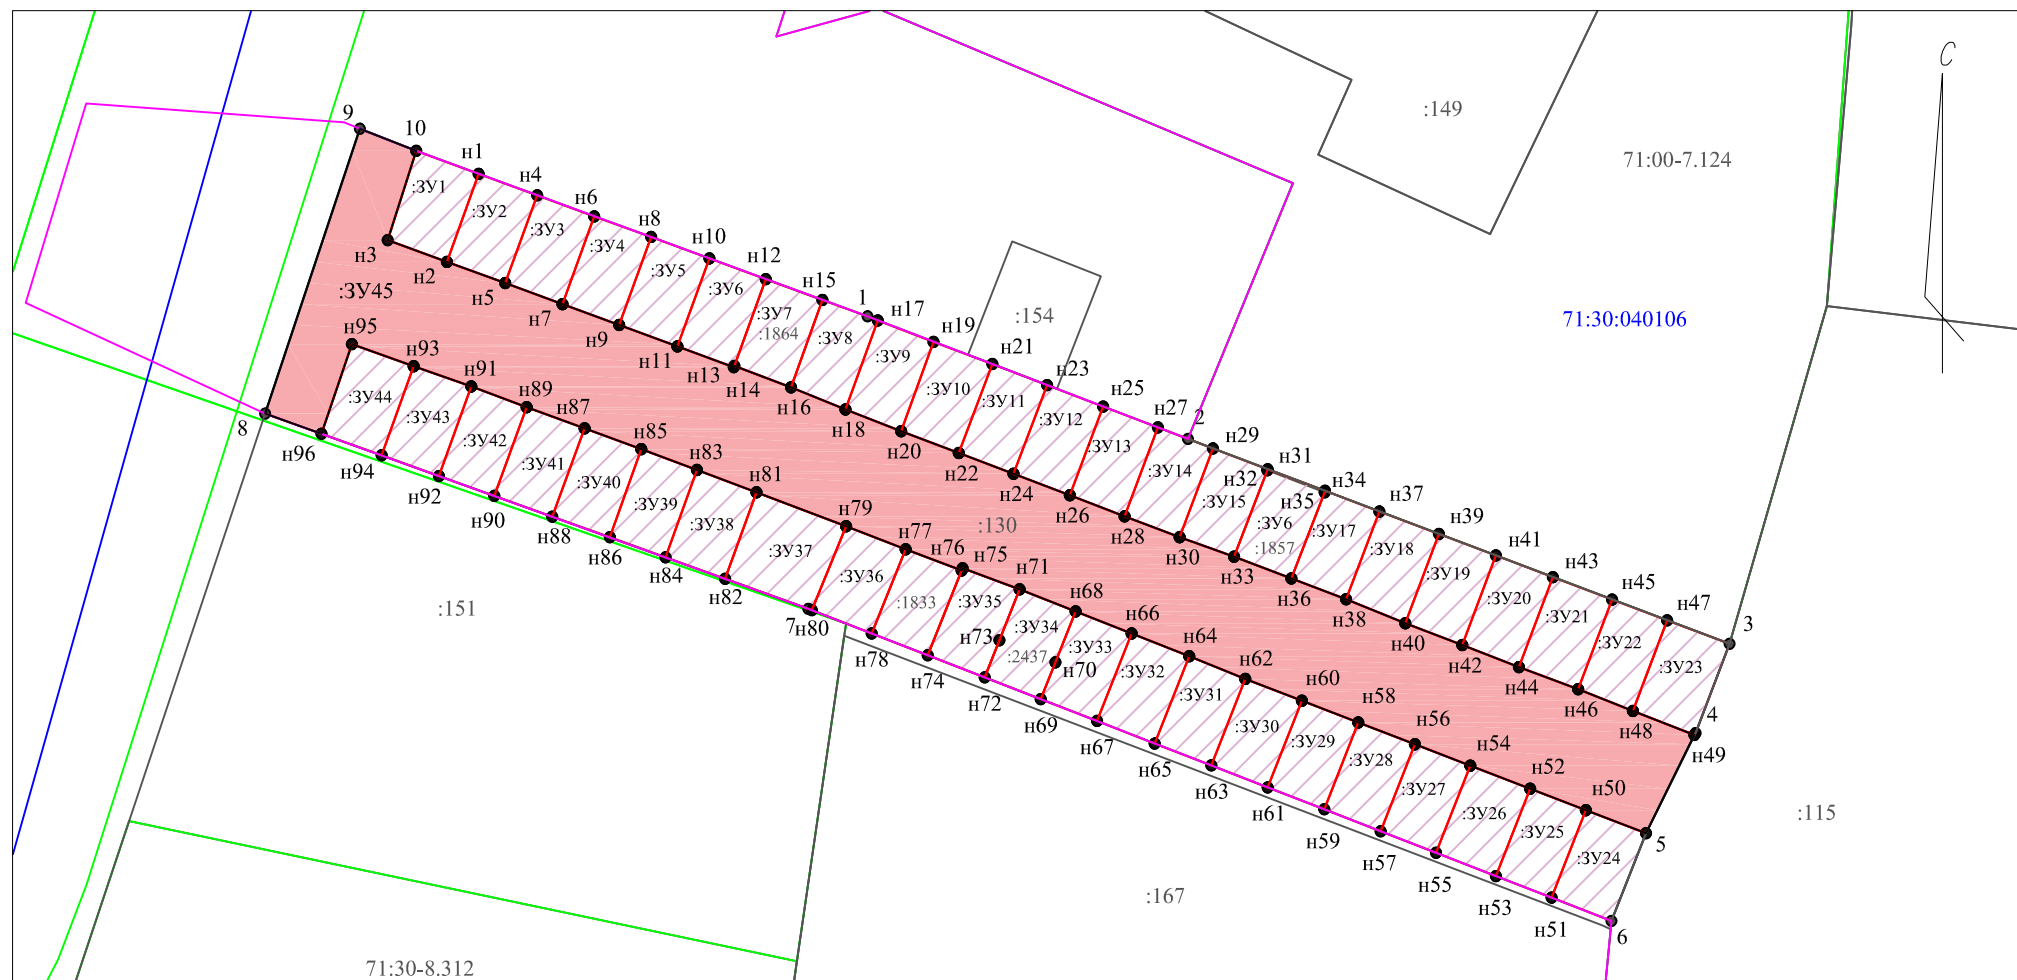 С
:149
71:00-7.124
9
10
н1
н4
н6
н8
н10
н12
н15
1
н17
н19
н21
н23
н25
н27
2
н29
н31
н34
н37
н39
н41
н43
н45
н47
3
:154
71:30:040106
:ЗУ1
:ЗУ2
:ЗУ3
:ЗУ4
:ЗУ5
:ЗУ6
:ЗУ7
:1864
:ЗУ8
:ЗУ9
:ЗУ10
:ЗУ11
:ЗУ12
:ЗУ13
:ЗУ14
:ЗУ15
:ЗУ6
:1857
:ЗУ17
:ЗУ18
:ЗУ19
:ЗУ20
:ЗУ21
:ЗУ22
:ЗУ23
н3
н2
н5
н7
н9
н11
н13
н14
н16
н18
н20
н22
н24
н26
н28
н30
н32
н33
н35
н36
н38
н40
н42
н44
н46
н48
4
н49
:ЗУ45
:130
н95
н93
н91
н89
н87
н85
н83
н81
н79
н77
н76
н75
н71
н68
н66
н64
н62
н60
н58
н56
н54
н52
н50
5
:ЗУ44
:ЗУ43
:ЗУ42
:ЗУ41
:ЗУ40
:ЗУ39
:ЗУ38
:ЗУ37
:ЗУ36
:1833
:ЗУ35
:ЗУ34
н73
:2437
н70
:ЗУ33
:ЗУ32
:ЗУ31
:ЗУ30
:ЗУ29
:ЗУ28
:ЗУ27
:ЗУ26
:ЗУ25
:ЗУ24
8
н96
н94
н92
н90
н88
н86
н84
н82
7
н80
н78
н74
н72
н69
н67
н65
н63
н61
н59
н57
н55
н53
н51
6
:151
:115
:167
71:30-8.312